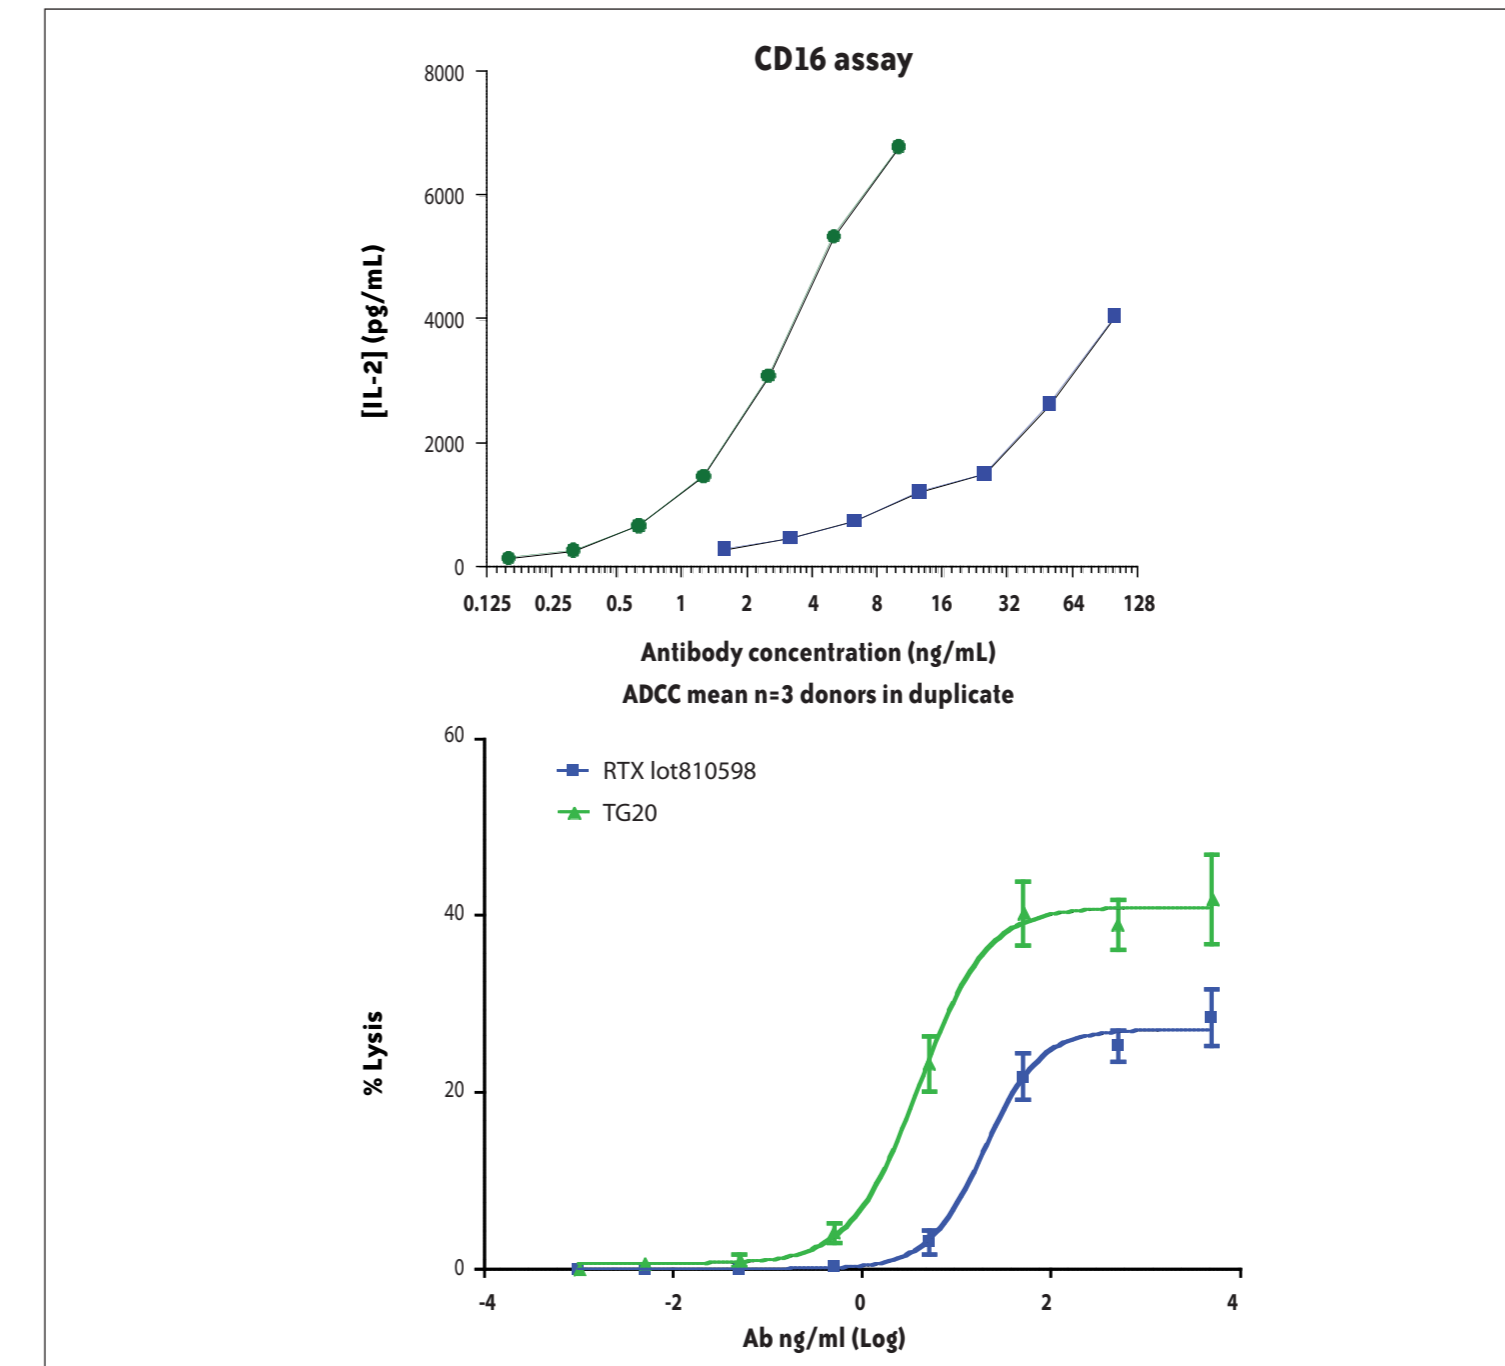 CD16 assay
8000
6000
4000
2000
0
[IL-2] (pg/mL)
0.125 0.25 0.5 1 2 4 8 16 32 64 128
Antibody concentration (ng/mL)
ADCC mean n=3 donors in duplicate
60
40
20
0
% Lysis
RTX lot810598
TG20
-4 -2 0 2 4
Ab ng/ml (Log)